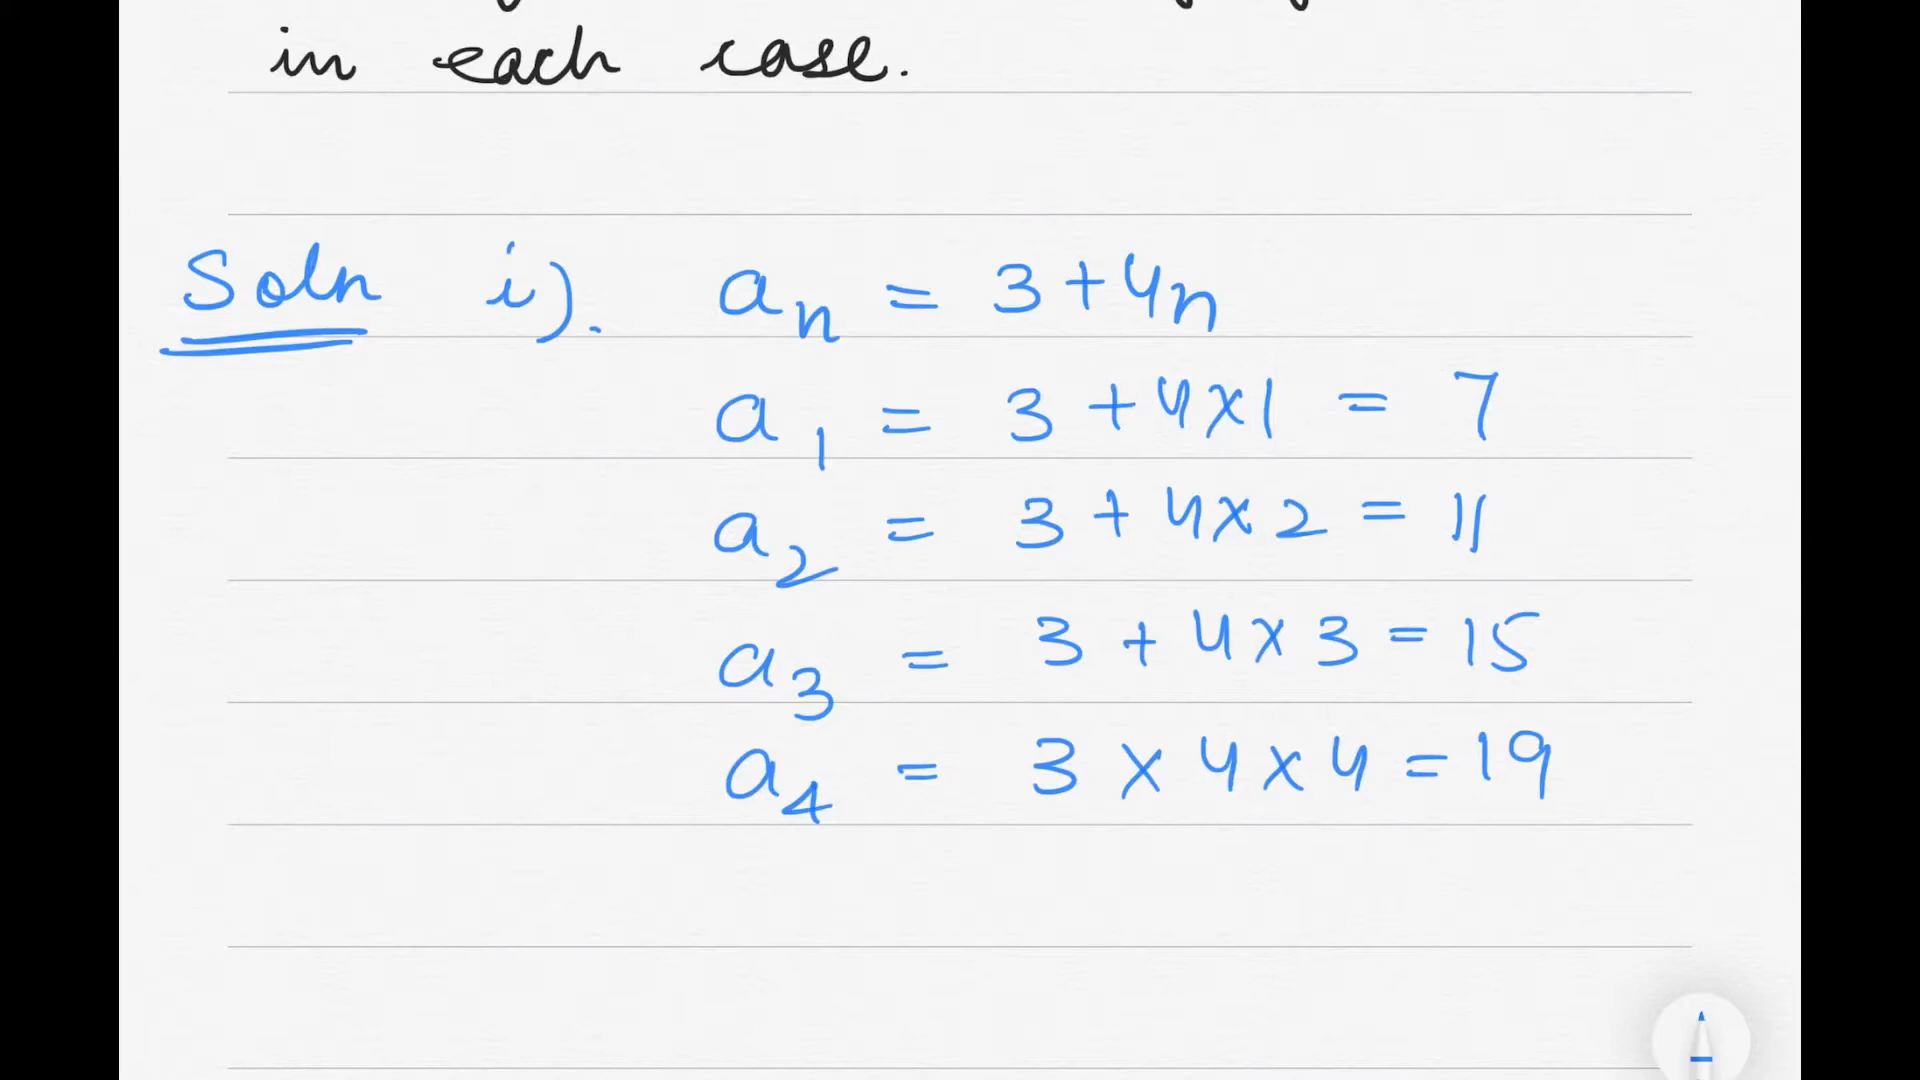 in each case.
Soln i). aₙ = 3+4n
a₁ = 3 + 4×1 = 7
a₂ = 3 + 4×2 = 11
a₃ = 3 + 4×3 = 15
a₄ = 3 × 4 × 4 = 19